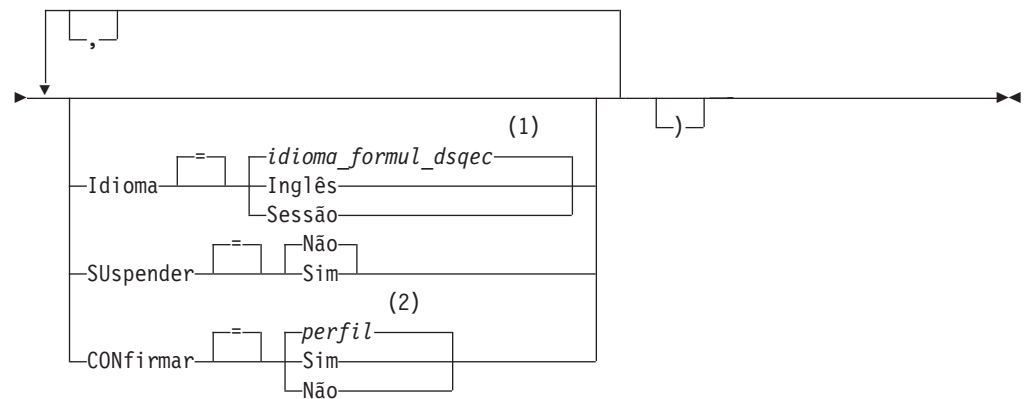 ,
)
(1)
= idioma_formul_dsqec
Idioma Inglês
Sessão
= Não
SUspender Sim
(2)
= perfil
CONfirmar Sim
Não